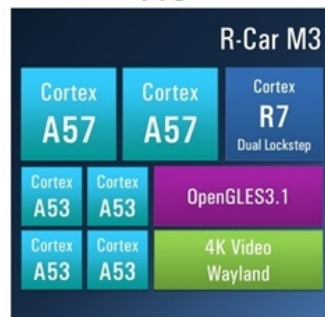 R-Car M3
Cortex
A57
Cortex
A57
Cortex
R7
Dual Lockstep
Cortex
A53
Cortex
A53
OpenGLES3.1
Cortex
A53
Cortex
A53
4K Video
Wayland